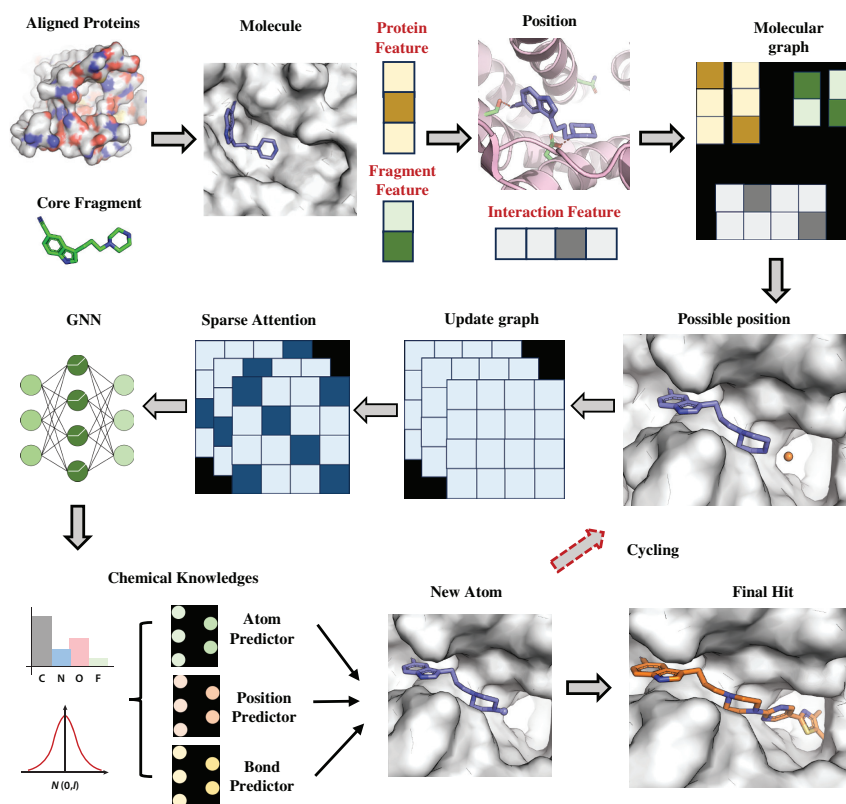 Aligned Proteins
Molecule
Protein
Feature
Position
Molecular
graph
Core Fragment
Fragment
Feature
Interaction Feature
GNN
Sparse Attention
Update graph
Possible position
Cycling
Chemical Knowledges
New Atom
Final Hit
Atom
Predictor
C N O F
Position
Predictor
Bond
Predictor
N (0,I)